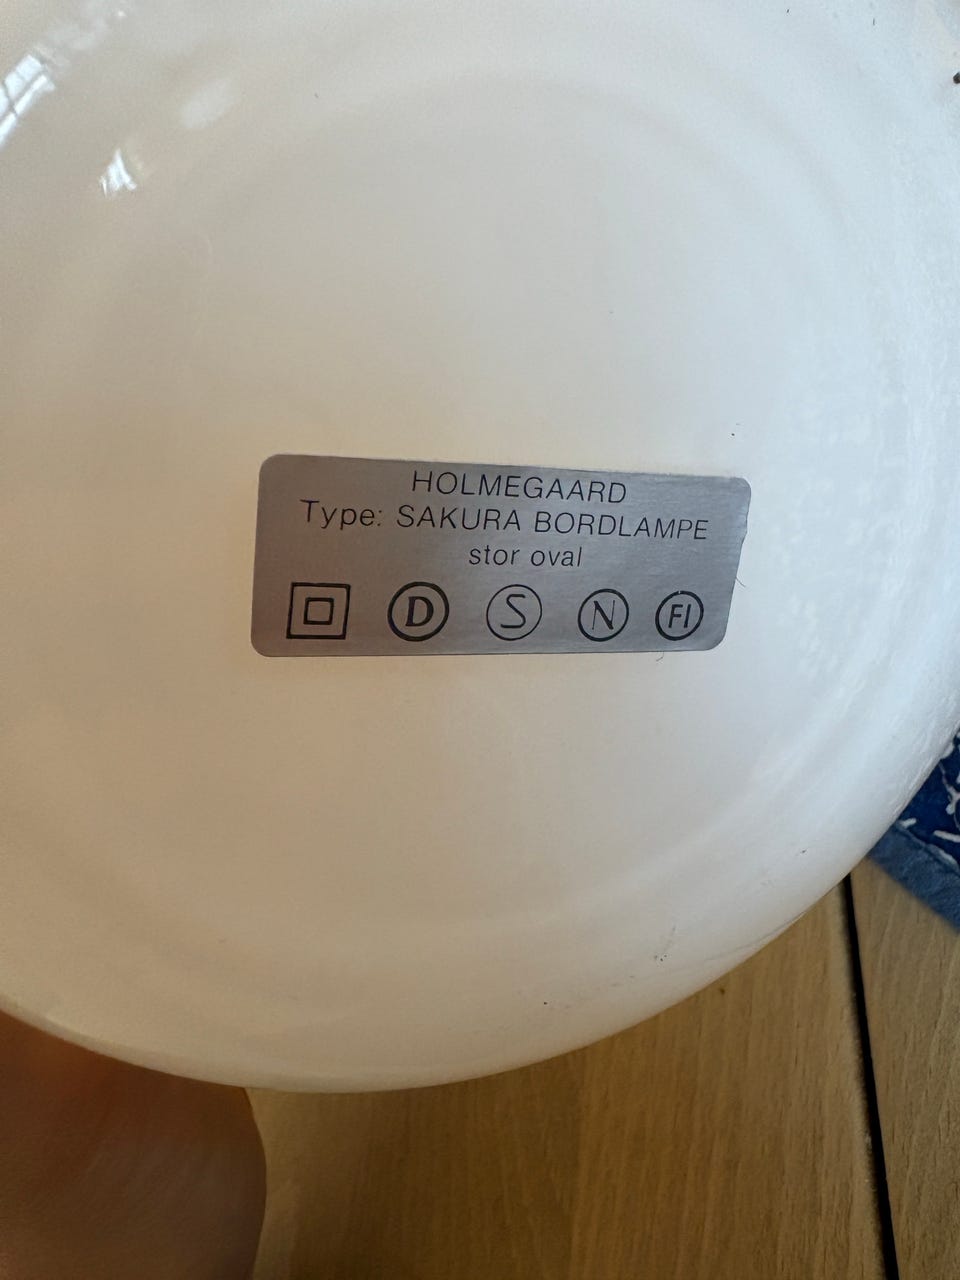 HOLMEGAARD
Type: SAKURA BORDLAMPE
stor oval
D S N FI